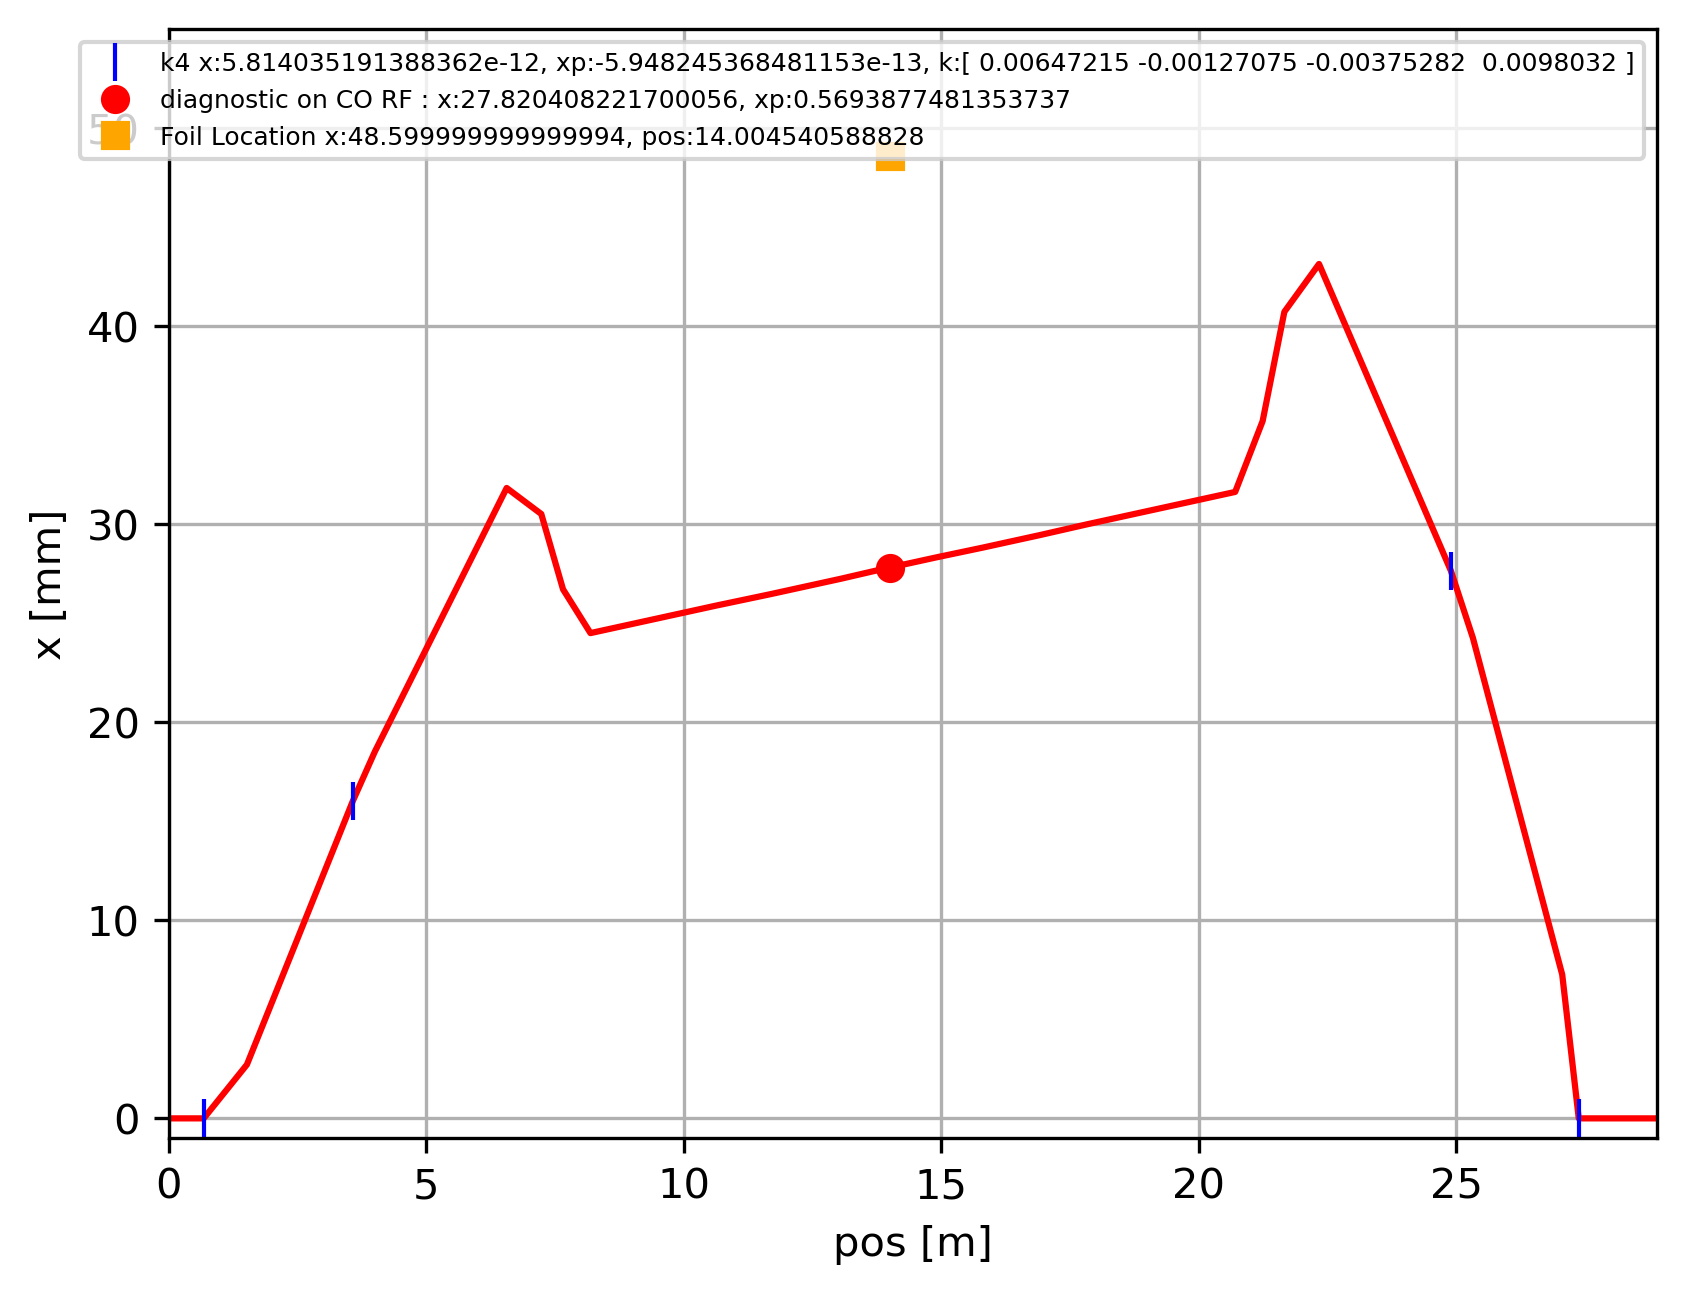 k4 x:5.814035191388362e-12, xp:-5.948245368481153e-13, k:[ 0.00647215 -0.00127075 -0.00375282  0.0098032 ]
diagnostic on CO RF : x:27.820408221700056, xp:0.5693877481353737
Foil Location x:48.599999999999994, pos:14.004540588828
50
40
30
20
10
0
x [mm]
0 5 10 15 20 25
pos [m]